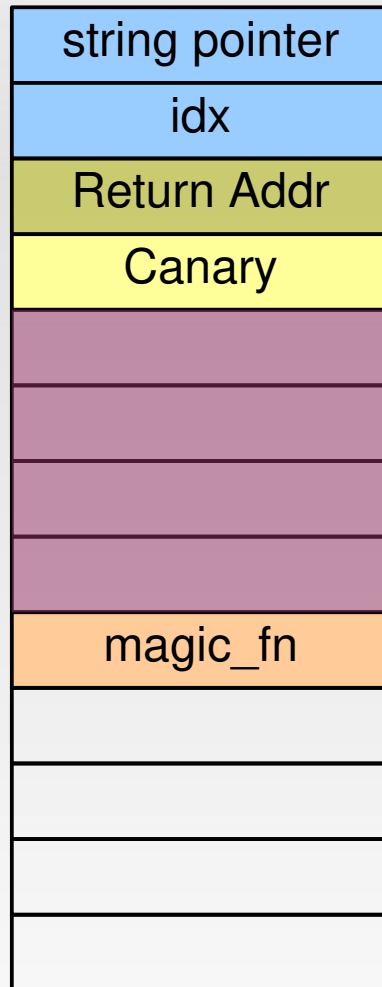 string pointer
idx
Return Addr
Canary
magic_fn